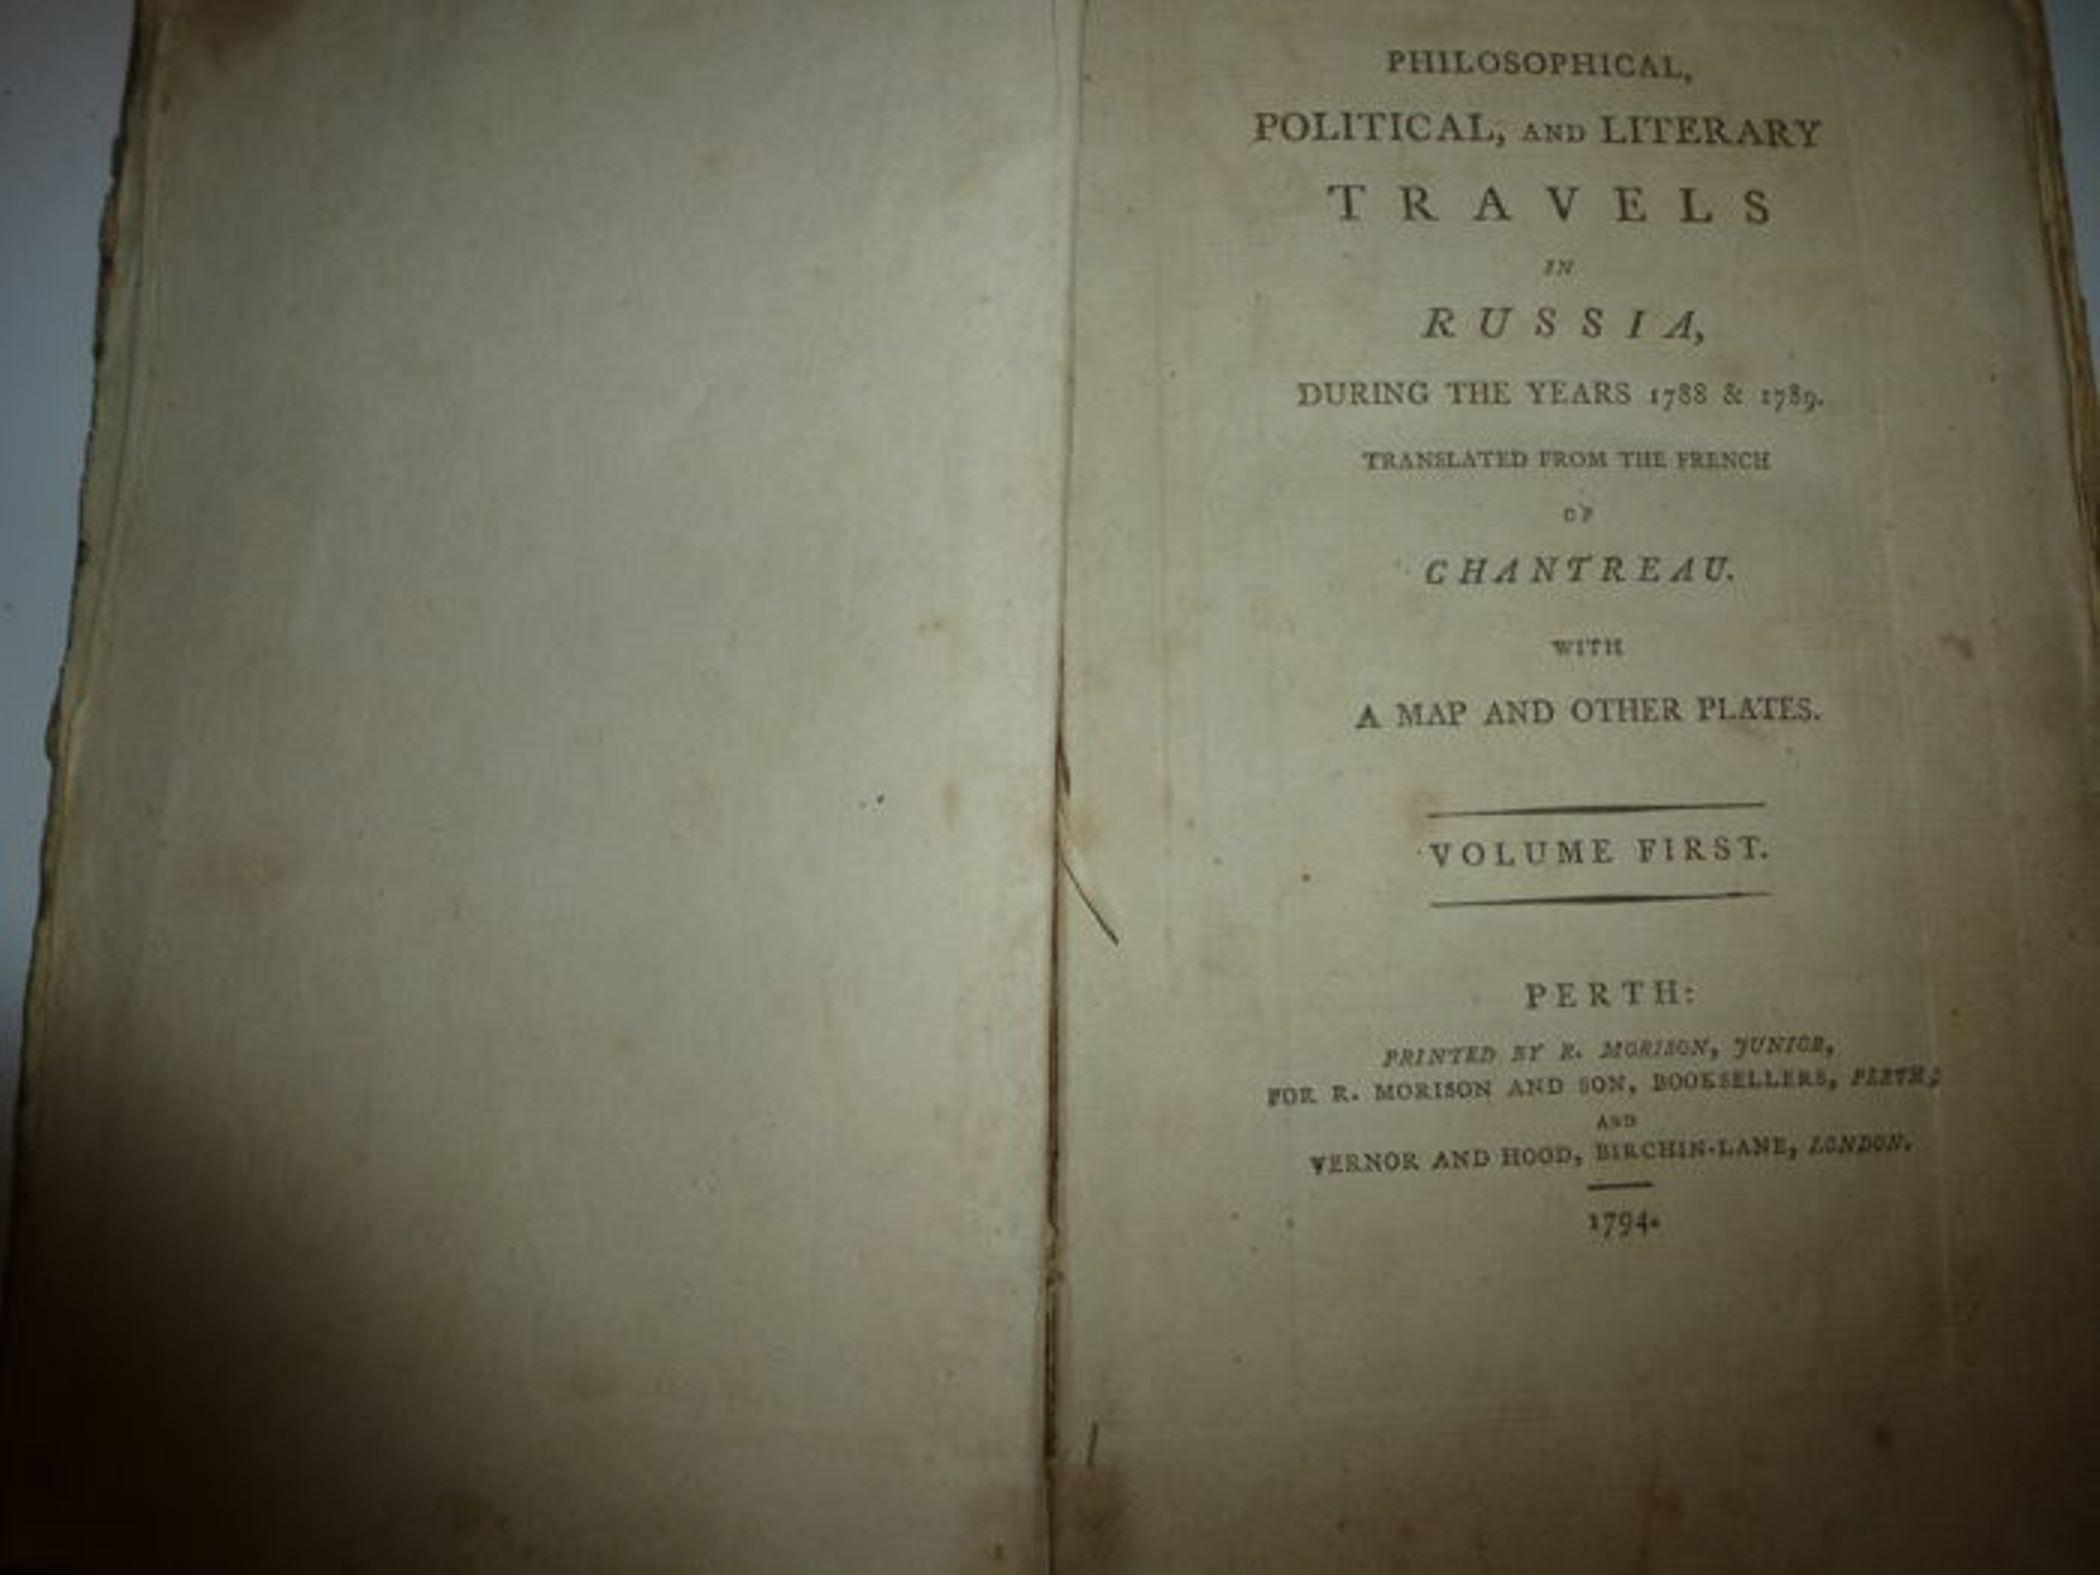 PHILOSOPHICAL,
POLITICAL, AND LITERARY
TRAVELS
IN
RUSSIA,
DURING THE YEARS 1788 & 1789.
TRANSLATED FROM THE FRENCH
OF
CHANTREAU.
WITH
A MAP AND OTHER PLATES.
VOLUME FIRST.
PERTH:
PRINTED BY R. MORISON, JUNIOR,
FOR R. MORISON AND SON, BOOKSELLERS, PERTH;
AND
VERNOR AND HOOD, BIRCHIN-LANE, LONDON.
1794.